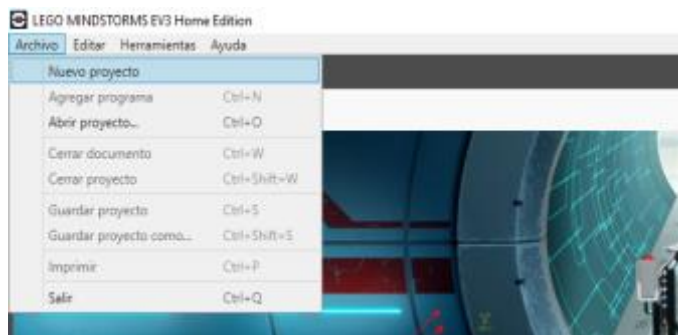 LEGO MINDSTORMS EV3 Home Edition
Archivo Editar Herramientas Ayuda
Nuevo proyecto
Agregar programa Ctrl+N
Abrir proyecto... Ctrl+O
Cerrar documento Ctrl+W
Cerrar proyecto Ctrl+Shift+W
Guardar proyecto Ctrl+S
Guardar proyecto como... Ctrl+Shift+S
Imprimir Ctrl+P
Salir Ctrl+Q